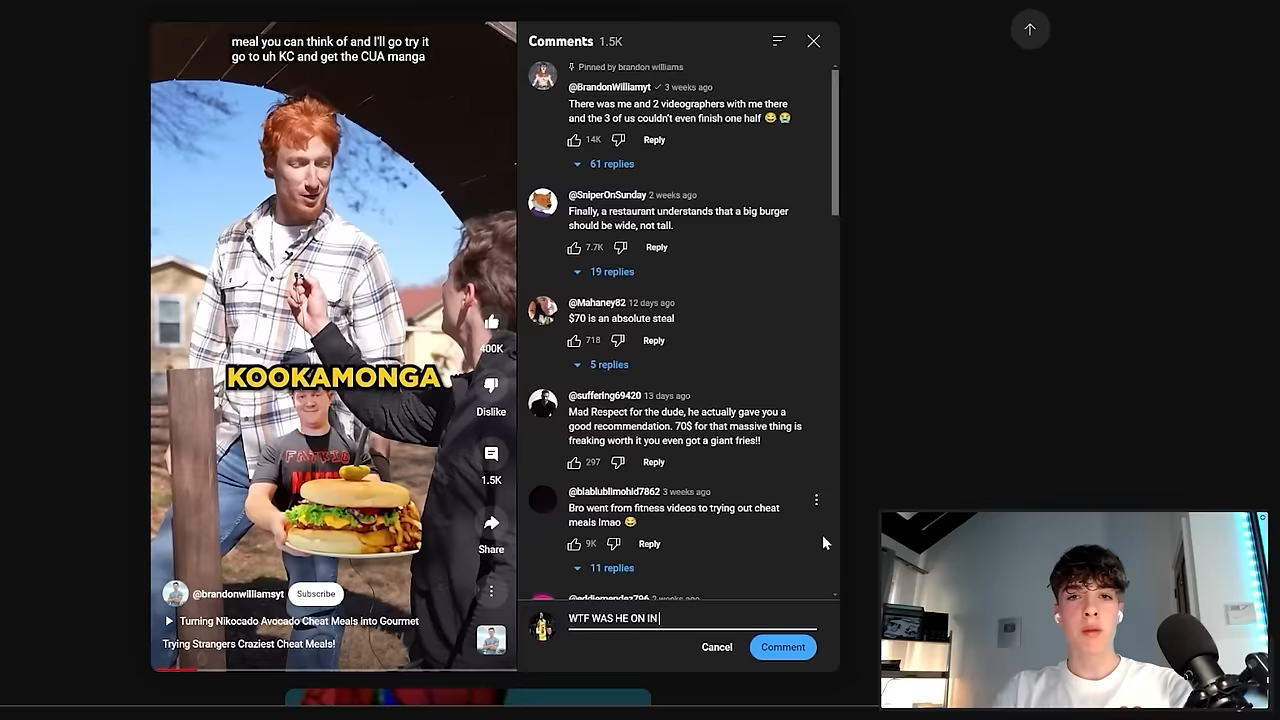 meal you can think of and I'll go try it
go to uh KC and get the CUA manga
KOOKAMONGA
400K
Dislike
1.5K
Share
@brandonwilliamsyt Subscribe
Turning Nikocado Avocado Cheat Meals into Gourmet
Trying Strangers Craziest Cheat Meals!
Comments 1.5K
Pinned by brandon williams
@BrandonWilliamyt 3 weeks ago
There was me and 2 videographers with me there
and the 3 of us couldn't even finish one half 😂 😭
14K Reply
61 replies
@SniperOnSunday 2 weeks ago
Finally, a restaurant understands that a big burger
should be wide, not tall.
7.7K Reply
19 replies
@Mahaney82 12 days ago
$70 is an absolute steal
718 Reply
5 replies
@suffering69420 13 days ago
Mad Respect for the dude, he actually gave you a
good recommendation. 70$ for that massive thing is
freaking worth it you even got a giant fries!!
297 Reply
@blablublimohid7862 3 weeks ago
Bro went from fitness videos to trying out cheat
meals lmao 😂
9K Reply
11 replies
@eddiemendez796 2 weeks ago
WTF WAS HE ON IN
Cancel Comment